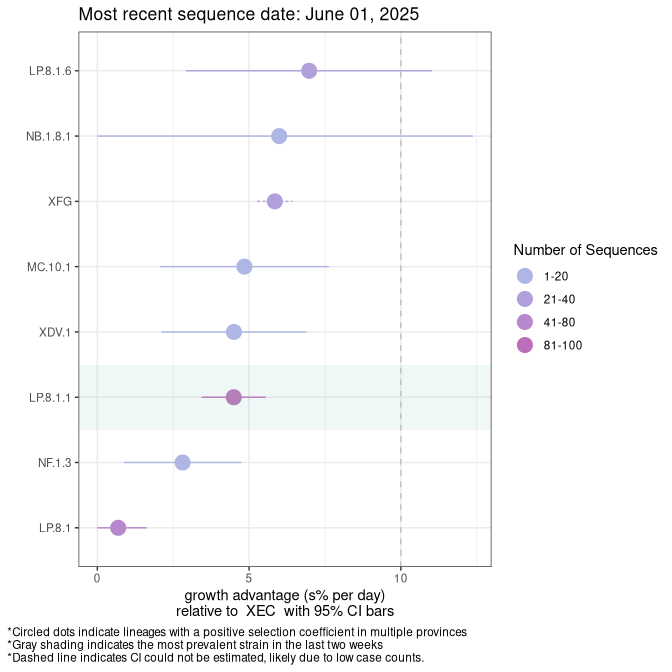 Most recent sequence date: June 01, 2025
LP.8.1.6
NB.1.8.1
XFG
MC.10.1
XDV.1
LP.8.1.1
NF.1.3
LP.8.1
0 5 10
growth advantage (s% per day)
relative to XEC with 95% CI bars
Number of Sequences
1-20
21-40
41-80
81-100
*Circled dots indicate lineages with a positive selection coefficient in multiple provinces
*Gray shading indicates the most prevalent strain in the last two weeks
*Dashed line indicates CI could not be estimated, likely due to low case counts.